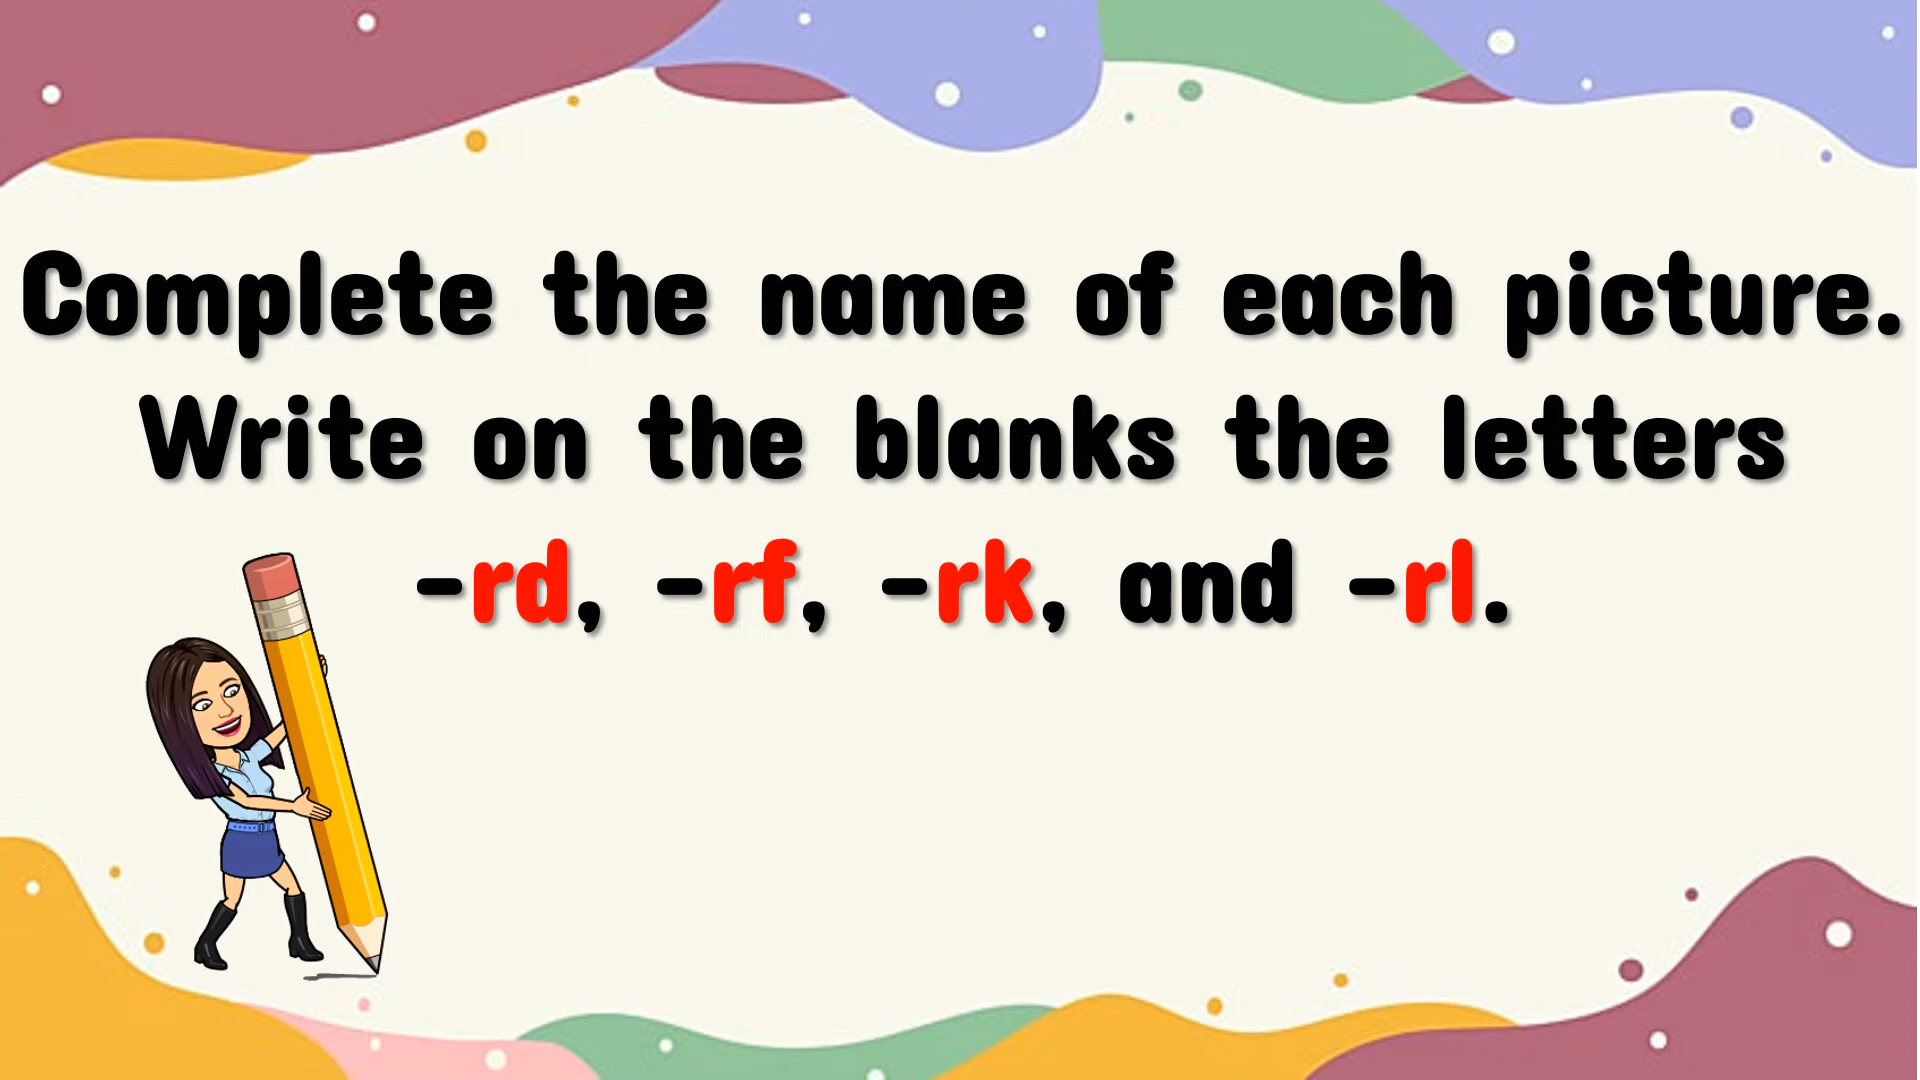 Complete the name of each picture.
Write on the blanks the letters
-rd, -rf, -rk, and -rl.